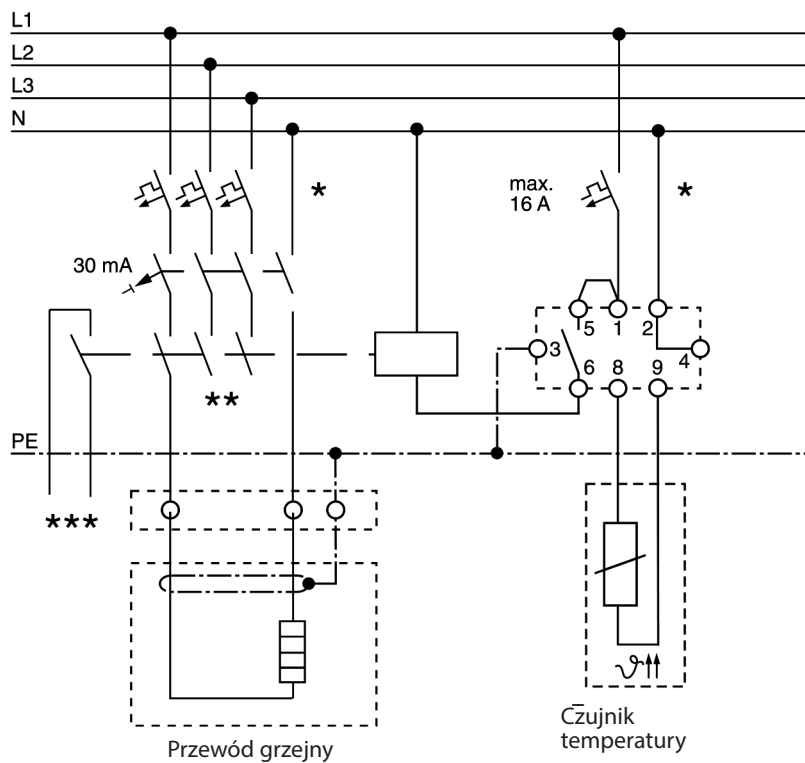 L1
L2
L3
N
*
max.
16 A
*
30 mA
5 1 2
3
4
6 8 9
**
PE
***
ϑ
Czujnik
temperatury
Przewód grzejny